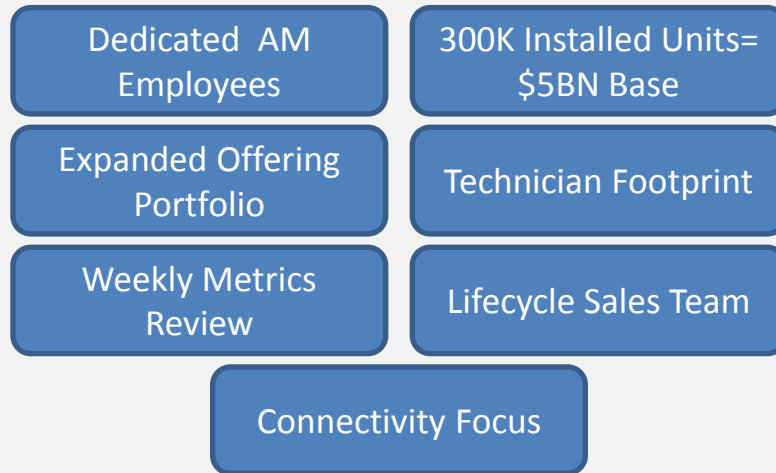 Dedicated  AM
Employees
300K Installed Units=
$5BN Base
Expanded Offering
Portfolio
Technician Footprint
Weekly Metrics
Review
Lifecycle Sales Team
Connectivity Focus